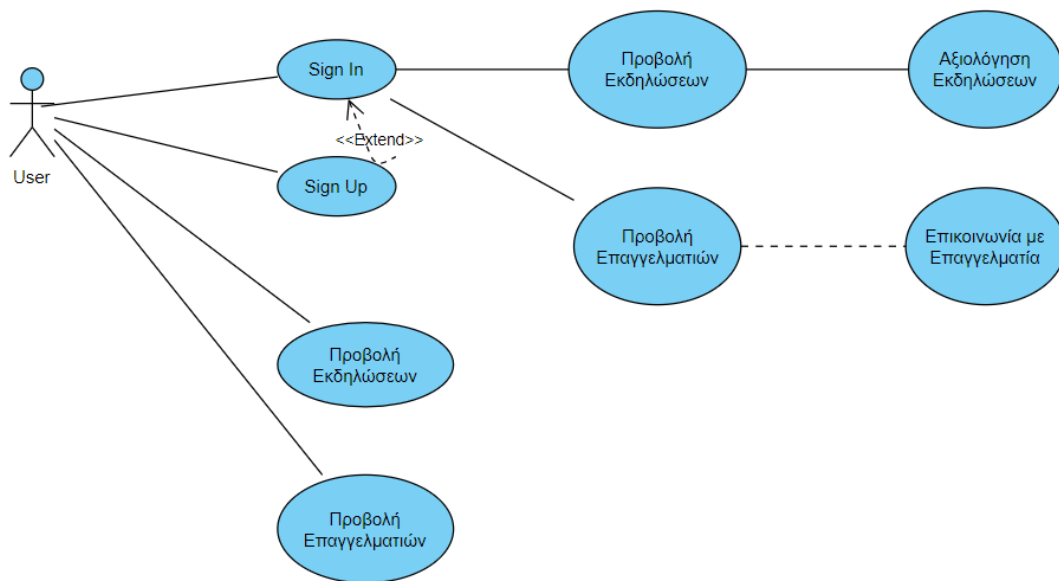 Sign In
Προβολή
Εκδηλώσεων
Αξιολόγηση
Εκδηλώσεων
<<Extend>>
User
Sign Up
Προβολή
Επαγγελματιών
Επικοινωνία με
Επαγγελματία
Προβολή
Εκδηλώσεων
Προβολή
Επαγγελματιών